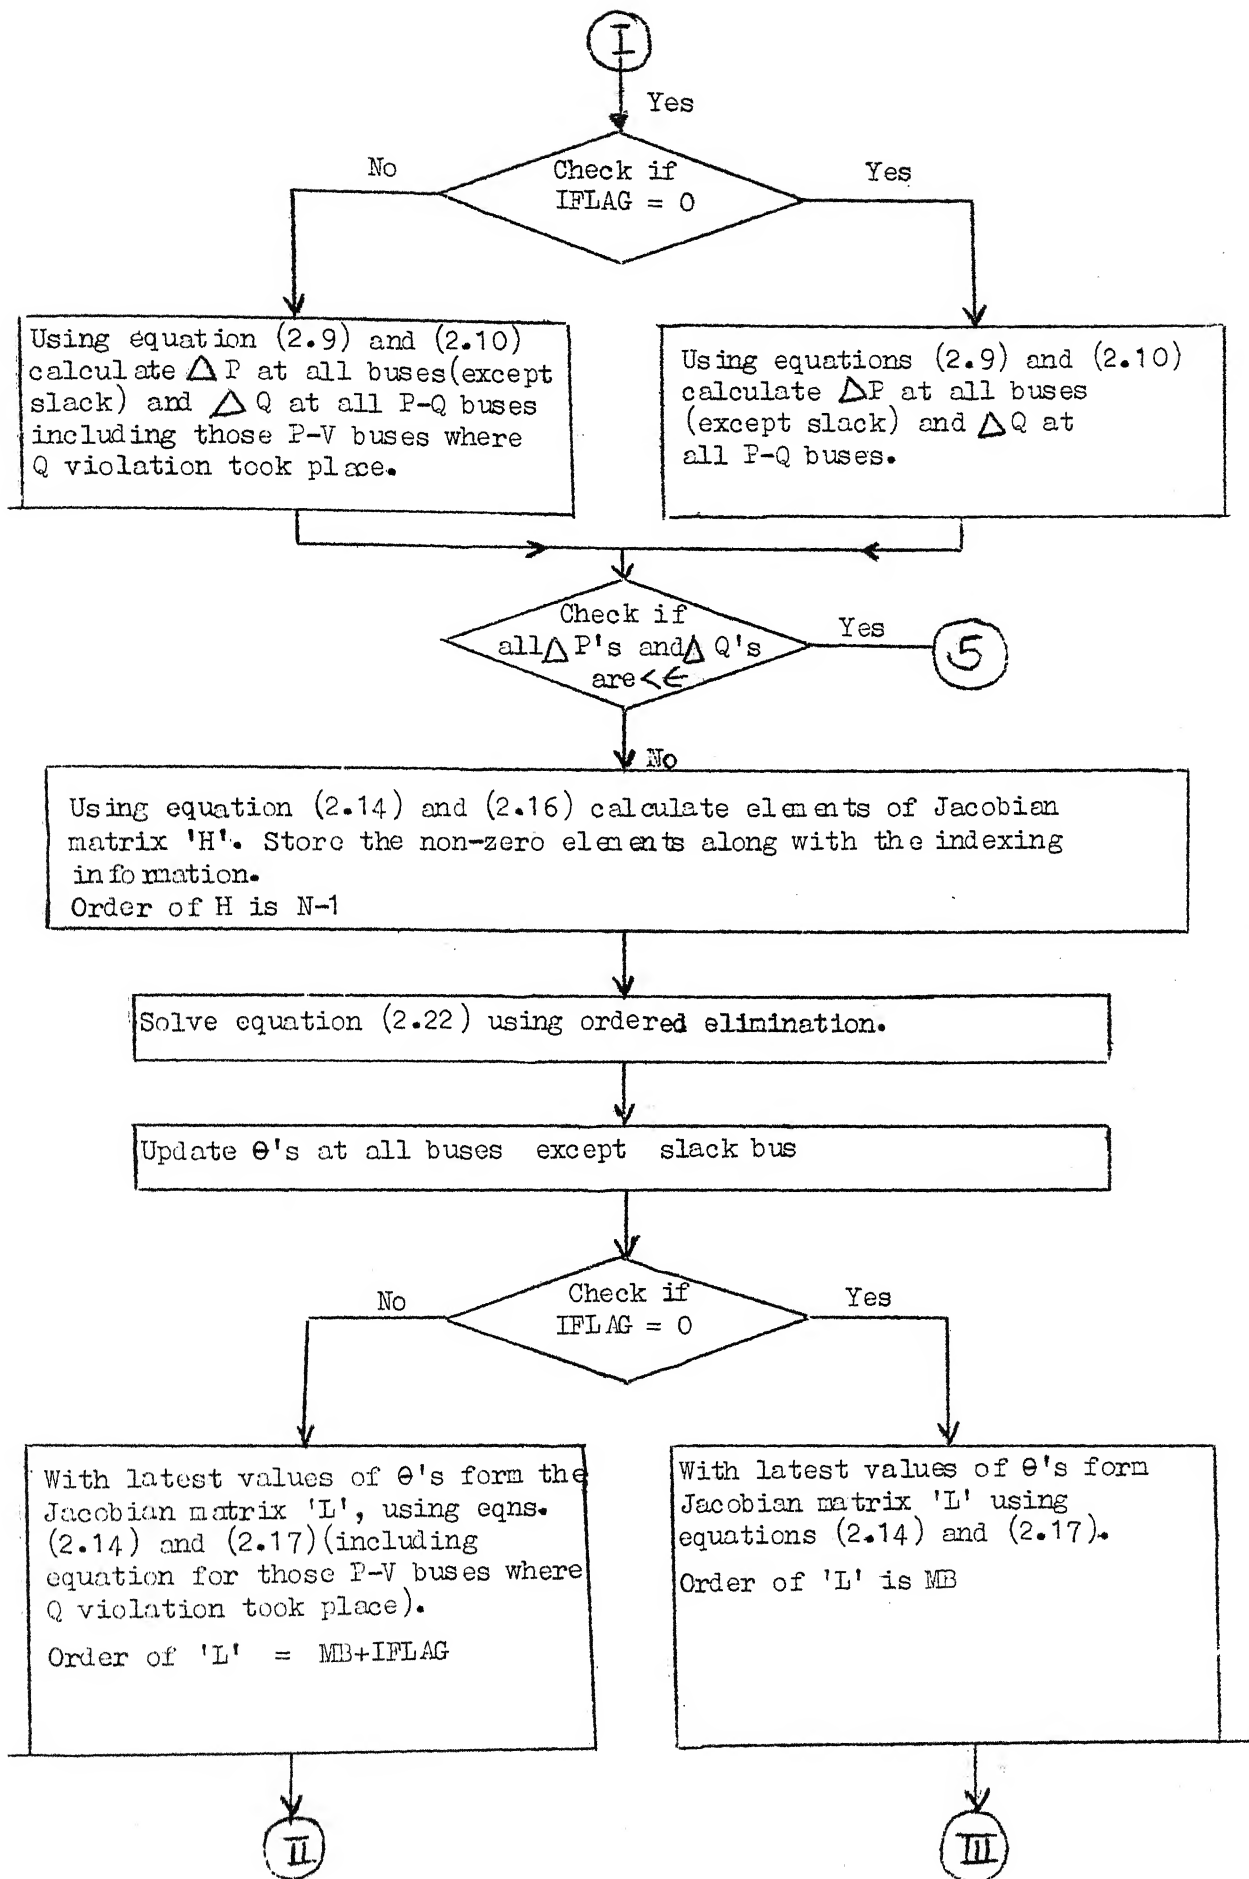 I
Yes
Check if
IFLAG = 0
No
Yes
Using equation (2.9) and (2.10)
calculate △ P at all buses(except
slack) and △ Q at all P-Q buses
including those P-V buses where
Q violation took place.
Using equations (2.9) and (2.10)
calculate △P at all buses
(except slack) and △Q at
all P-Q buses.
Check if
all△ P's and△ Q's
are <ϵ
Yes
5
No
Using equation (2.14) and (2.16) calculate elements of Jacobian
matrix 'H'. Store the non-zero elements along with the indexing
information.
Order of H is N-1
Solve equation (2.22) using ordered elimination.
Update θ's at all buses except slack bus
Check if
IFLAG = 0
No
Yes
With latest values of θ's form the
Jacobian matrix 'L', using eqns.
(2.14) and (2.17)(including
equation for those P-V buses where
Q violation took place).
Order of 'L' = MB+IFLAG
With latest values of θ's form
Jacobian matrix 'L' using
equations (2.14) and (2.17).
Order of 'L' is MB
II
III